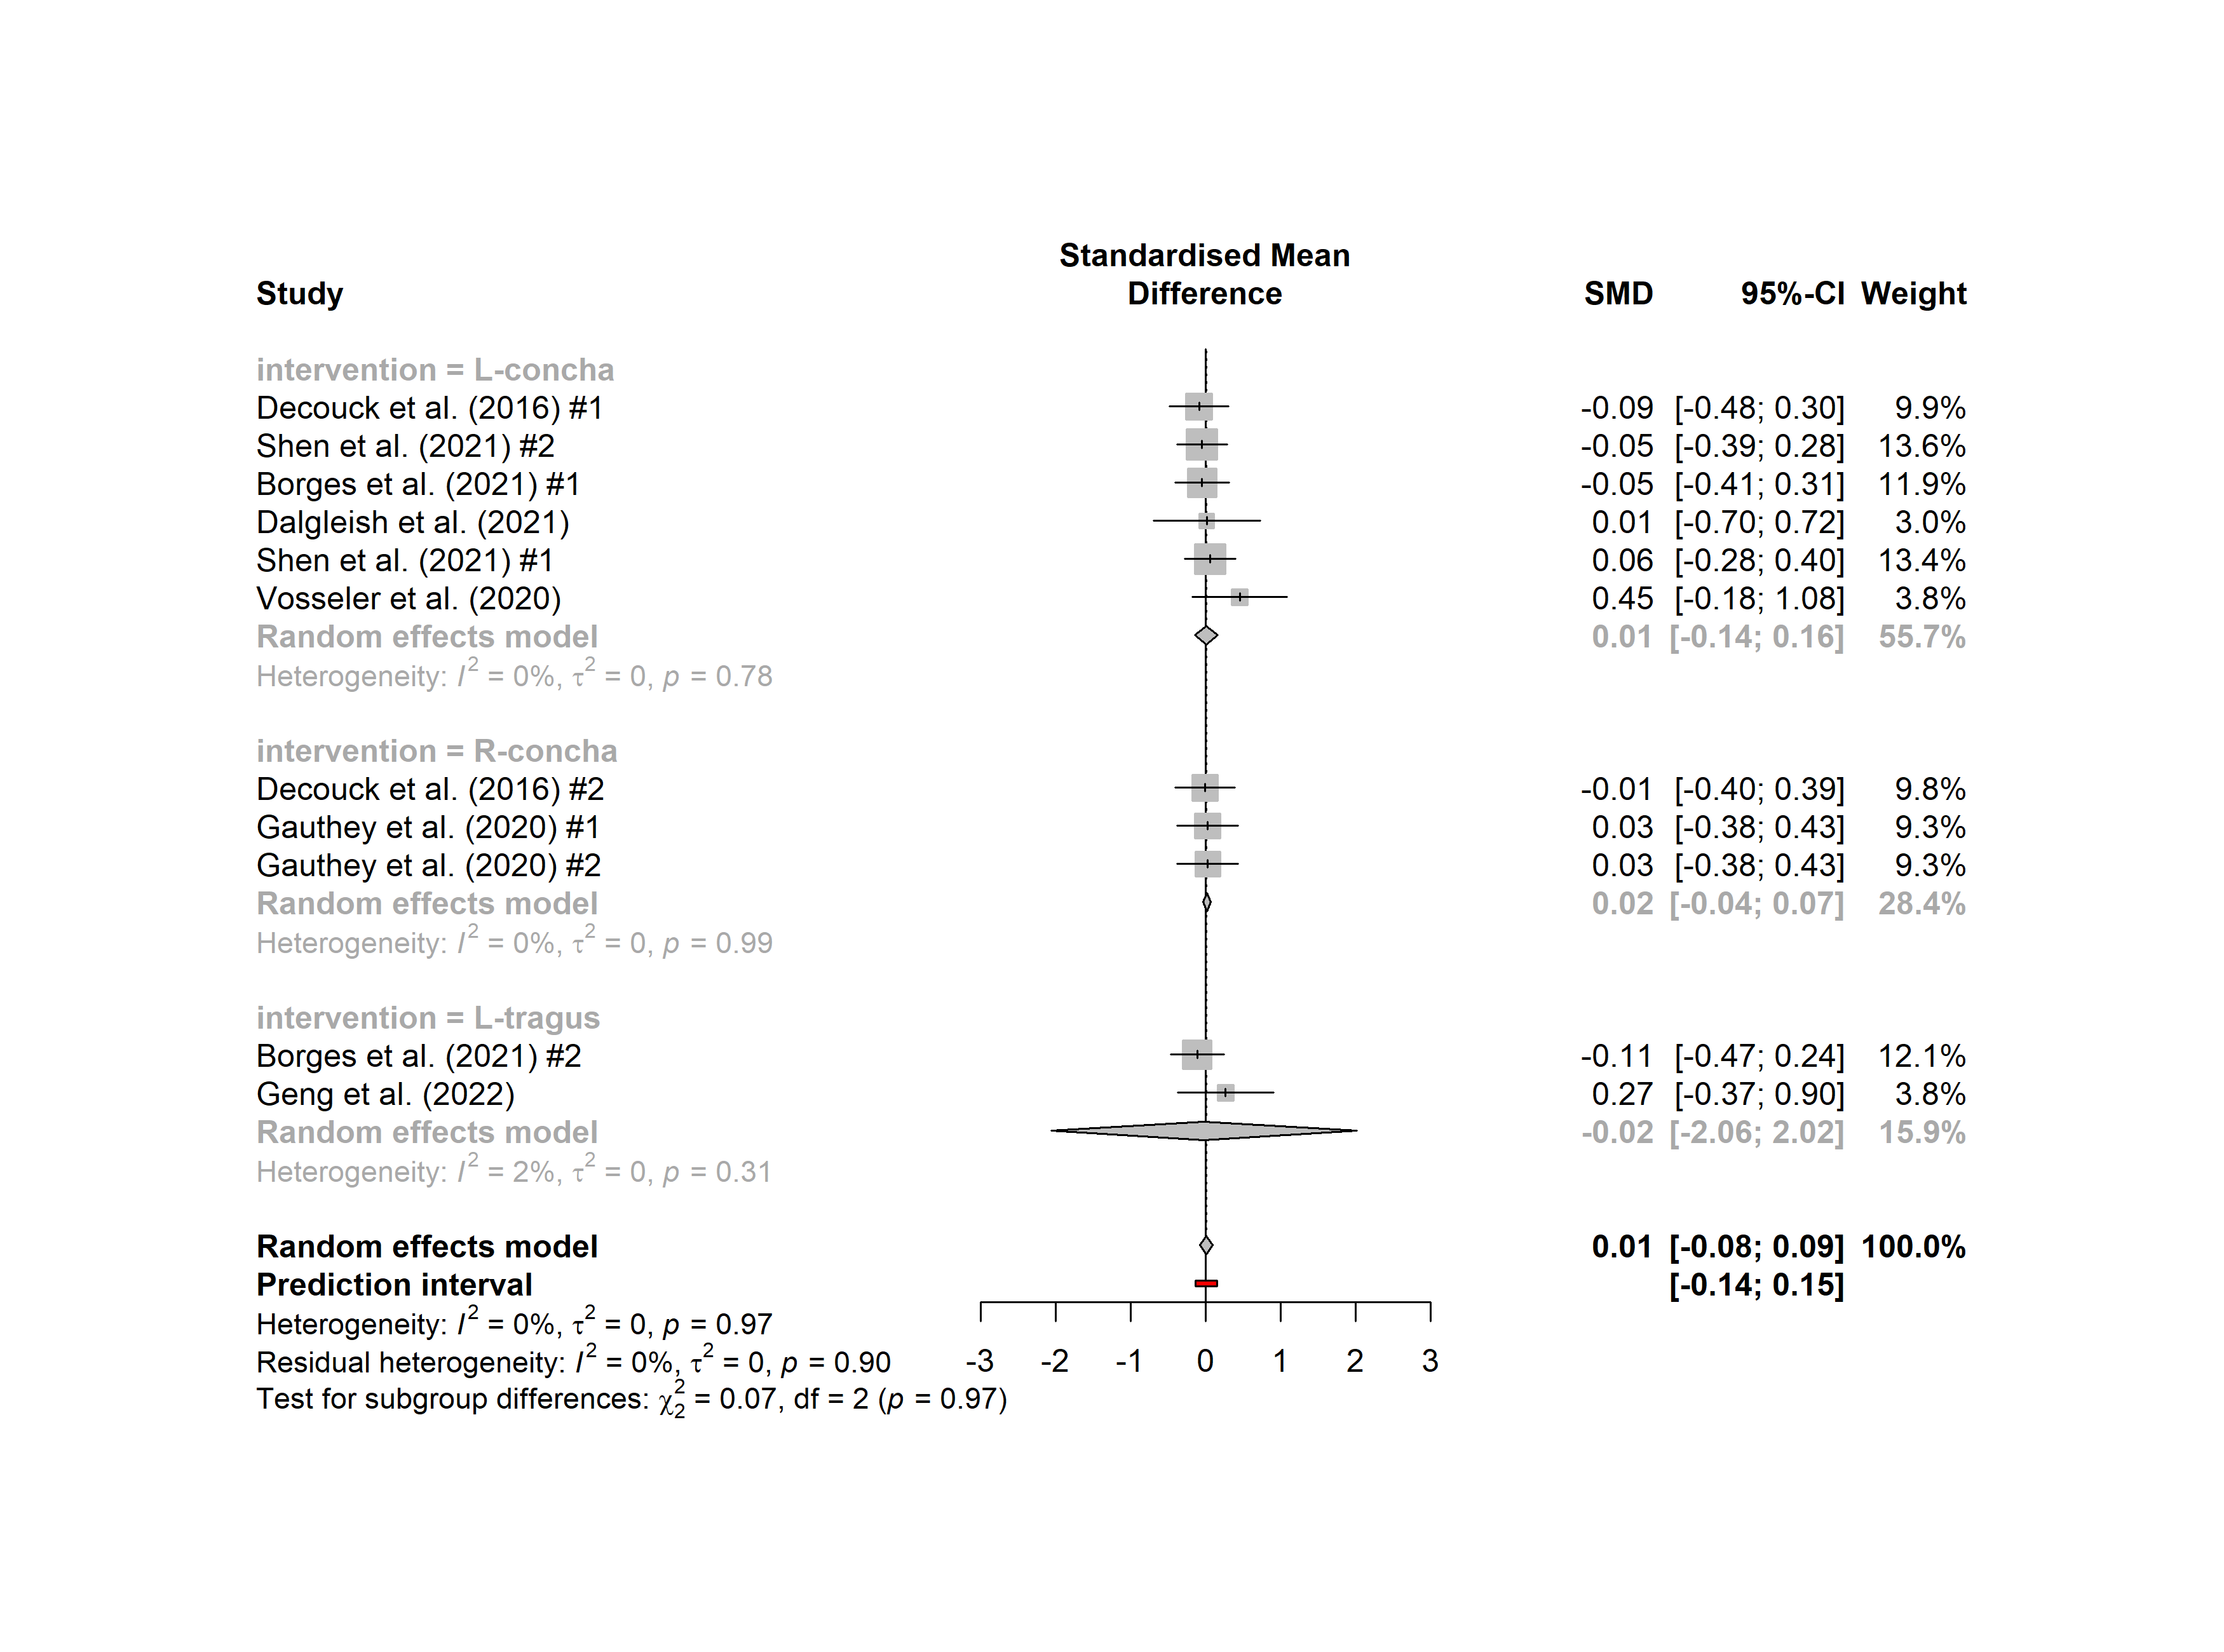 Standardised Mean
Study Difference SMD 95%-CI Weight
intervention = L-concha
Decouck et al. (2016) #1 -0.09 [-0.48; 0.30] 9.9%
Shen et al. (2021) #2 -0.05 [-0.39; 0.28] 13.6%
Borges et al. (2021) #1 -0.05 [-0.41; 0.31] 11.9%
Dalgleish et al. (2021) 0.01 [-0.70; 0.72] 3.0%
Shen et al. (2021) #1 0.06 [-0.28; 0.40] 13.4%
Vosseler et al. (2020) 0.45 [-0.18; 1.08] 3.8%
Random effects model 0.01 [-0.14; 0.16] 55.7%
Heterogeneity: I² = 0%, τ² = 0, p = 0.78
intervention = R-concha
Decouck et al. (2016) #2 -0.01 [-0.40; 0.39] 9.8%
Gauthey et al. (2020) #1 0.03 [-0.38; 0.43] 9.3%
Gauthey et al. (2020) #2 0.03 [-0.38; 0.43] 9.3%
Random effects model 0.02 [-0.04; 0.07] 28.4%
Heterogeneity: I² = 0%, τ² = 0, p = 0.99
intervention = L-tragus
Borges et al. (2021) #2 -0.11 [-0.47; 0.24] 12.1%
Geng et al. (2022) 0.27 [-0.37; 0.90] 3.8%
Random effects model -0.02 [-2.06; 2.02] 15.9%
Heterogeneity: I² = 2%, τ² = 0, p = 0.31
Random effects model 0.01 [-0.08; 0.09] 100.0%
Prediction interval [-0.14; 0.15]
Heterogeneity: I² = 0%, τ² = 0, p = 0.97
Residual heterogeneity: I² = 0%, τ² = 0, p = 0.90 -3 -2 -1 0 1 2 3
Test for subgroup differences: χ²₂ = 0.07, df = 2 (p = 0.97)